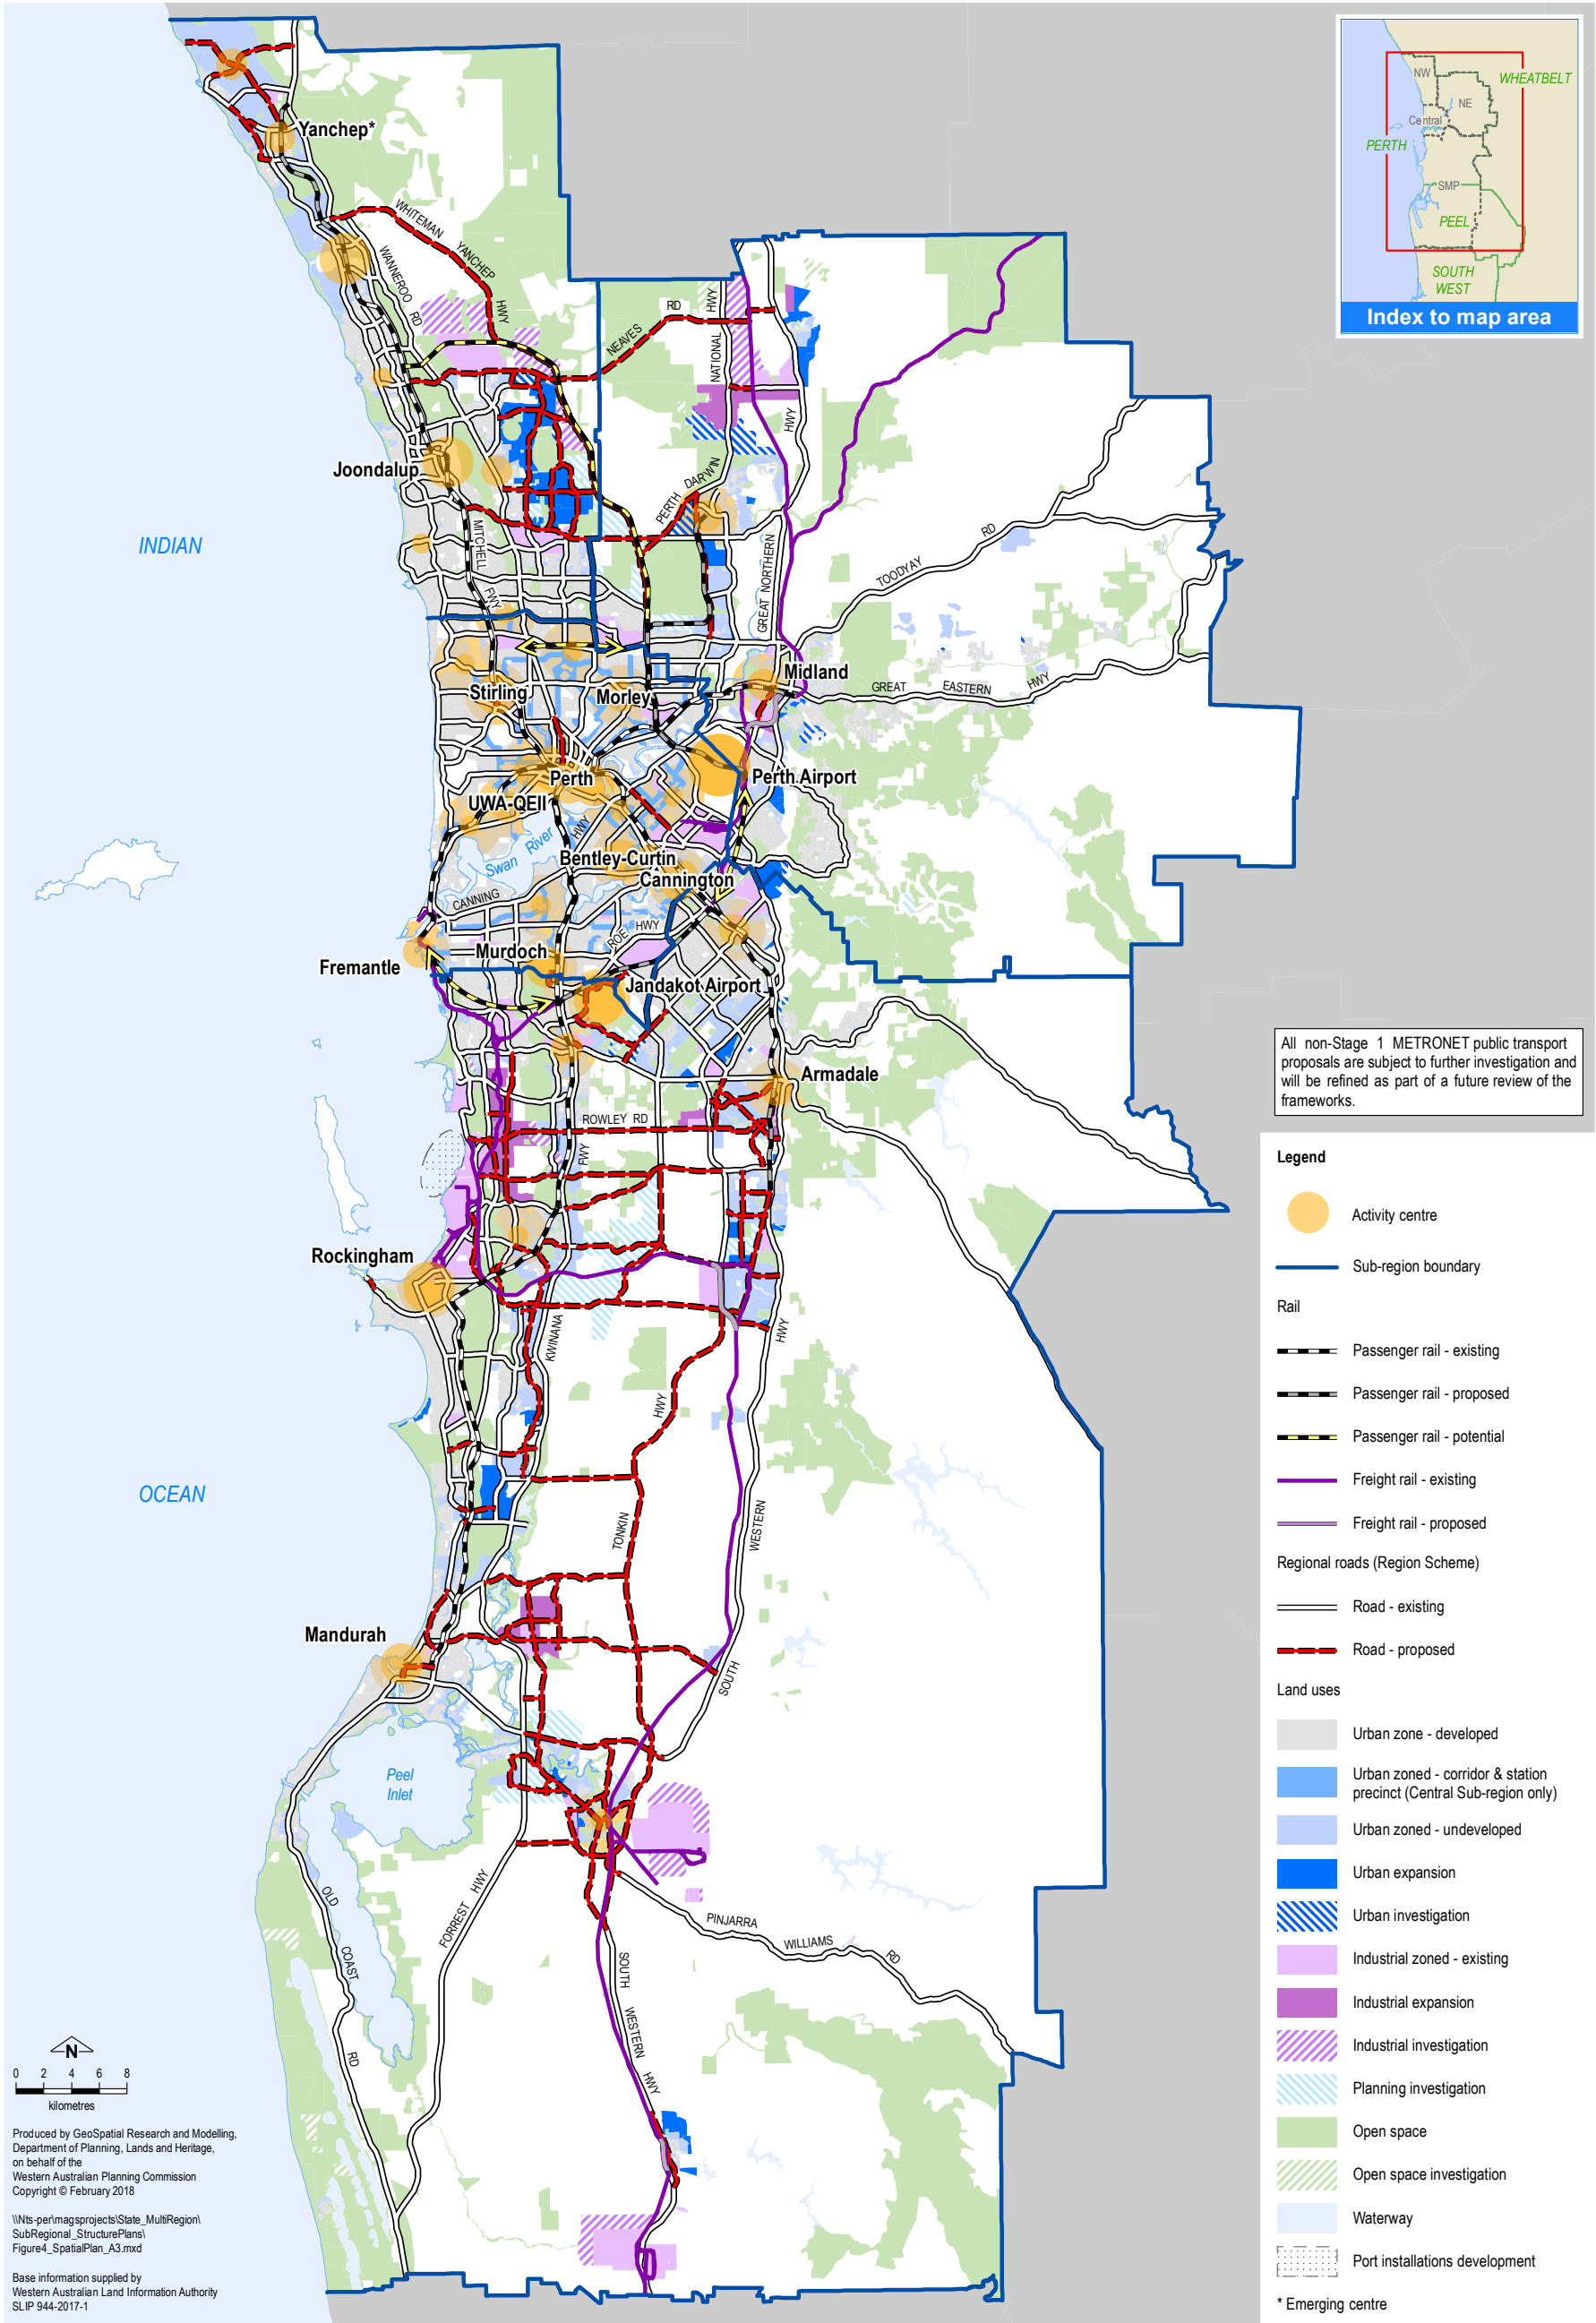 NW
WHEATBELT
NE
Central
PERTH
SMP
PEEL
SOUTH
WEST
Index to map area
Yanchep*
WHITEMAN
YANCHEP
HWY
WANNEROO
RD
NEAVES
RD
NATIONAL
HWY
HWY
PERTH
DARWIN
Joondalup
MITCHELL
FWY
INDIAN
GREAT NORTHERN
TOODYAY
RD
Midland
GREAT
EASTERN
HWY
Stirling
Morley
Perth
Perth Airport
UWA-QEII
HWY
Swan River
Bentley-Curtin
Cannington
CANNING
HWY
ROE
Murdoch
Fremantle
Jandakot Airport
Armadale
ROWLEY RD
FWY
Rockingham
KWINANA
HWY
HWY
OCEAN
TONKIN
WESTERN
SOUTH
Mandurah
Peel
Inlet
OLD
COAST
RD
FORREST
HWY
PINJARRA
WILLIAMS
RD
SOUTH
WESTERN
HWY
All non-Stage 1 METRONET public transport
proposals are subject to further investigation and
will be refined as part of a future review of the
frameworks.
Legend
Activity centre
Sub-region boundary
Rail
Passenger rail - existing
Passenger rail - proposed
Passenger rail - potential
Freight rail - existing
Freight rail - proposed
Regional roads (Region Scheme)
Road - existing
Road - proposed
Land uses
Urban zone - developed
Urban zoned - corridor & station
precinct (Central Sub-region only)
Urban zoned - undeveloped
Urban expansion
Urban investigation
Industrial zoned - existing
Industrial expansion
Industrial investigation
Planning investigation
Open space
Open space investigation
Waterway
Port installations development
* Emerging centre
N
0 2 4 6 8
kilometres
Produced by GeoSpatial Research and Modelling,
Department of Planning, Lands and Heritage,
on behalf of the
Western Australian Planning Commission
Copyright © February 2018
\\Nts-per\magsprojects\State_MultiRegion\
SubRegional_StructurePlans\
Figure4_SpatialPlan_A3.mxd
Base information supplied by
Western Australian Land Information Authority
SLIP 944-2017-1